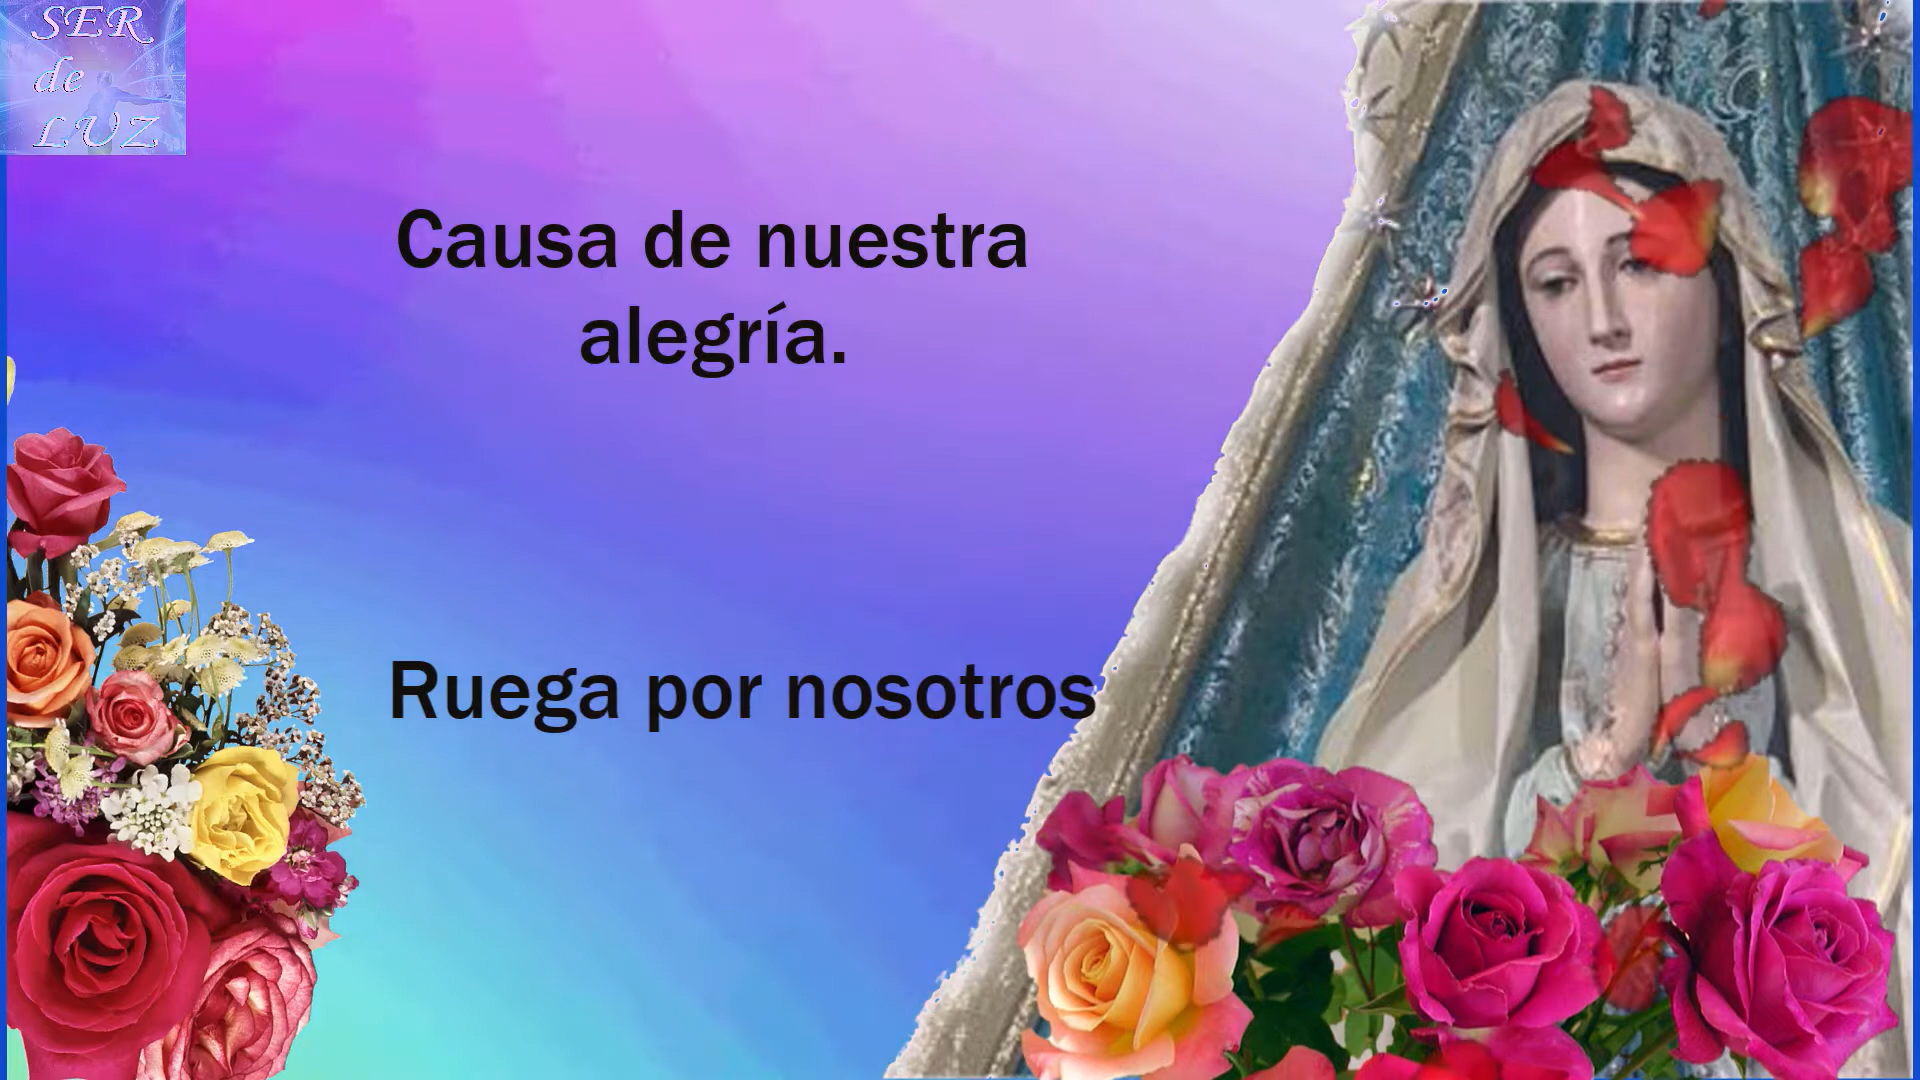 SER
de
LUZ
Causa de nuestra
alegría.
Ruega por nosotros